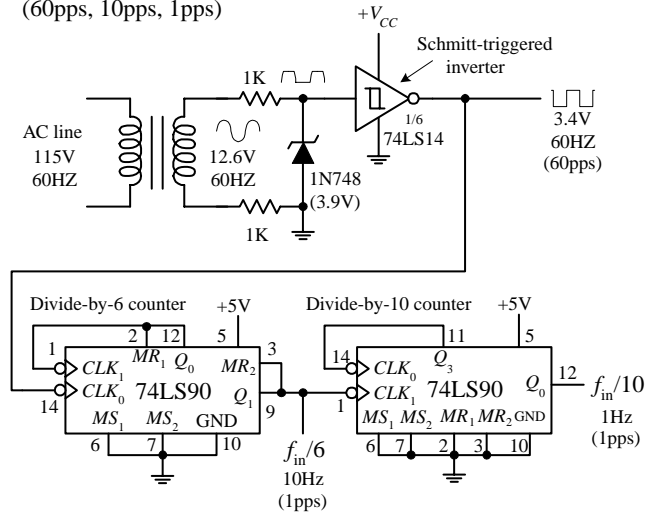 (60pps, 10pps, 1pps)
+V_CC
Schmitt-triggered
inverter
1K
1/6
74LS14
AC line
115V
60HZ
12.6V
60HZ
1N748
(3.9V)
3.4V
60HZ
(60pps)
1K
Divide-by-6 counter
+5V
Divide-by-10 counter
+5V
2
12
5
3
11
5
1
MR_1
Q_0
MR_2
14
Q_3
CLK_1
CLK_0
CLK_0
74LS90
Q_1
CLK_1
74LS90
Q_0
12
f_in/10
14
9
1
1Hz
(1pps)
MS_1
MS_2
GND
MS_1
MS_2
MR_1
MR_2
GND
6
7
10
6
7
2
3
10
f_in/6
10Hz
(1pps)